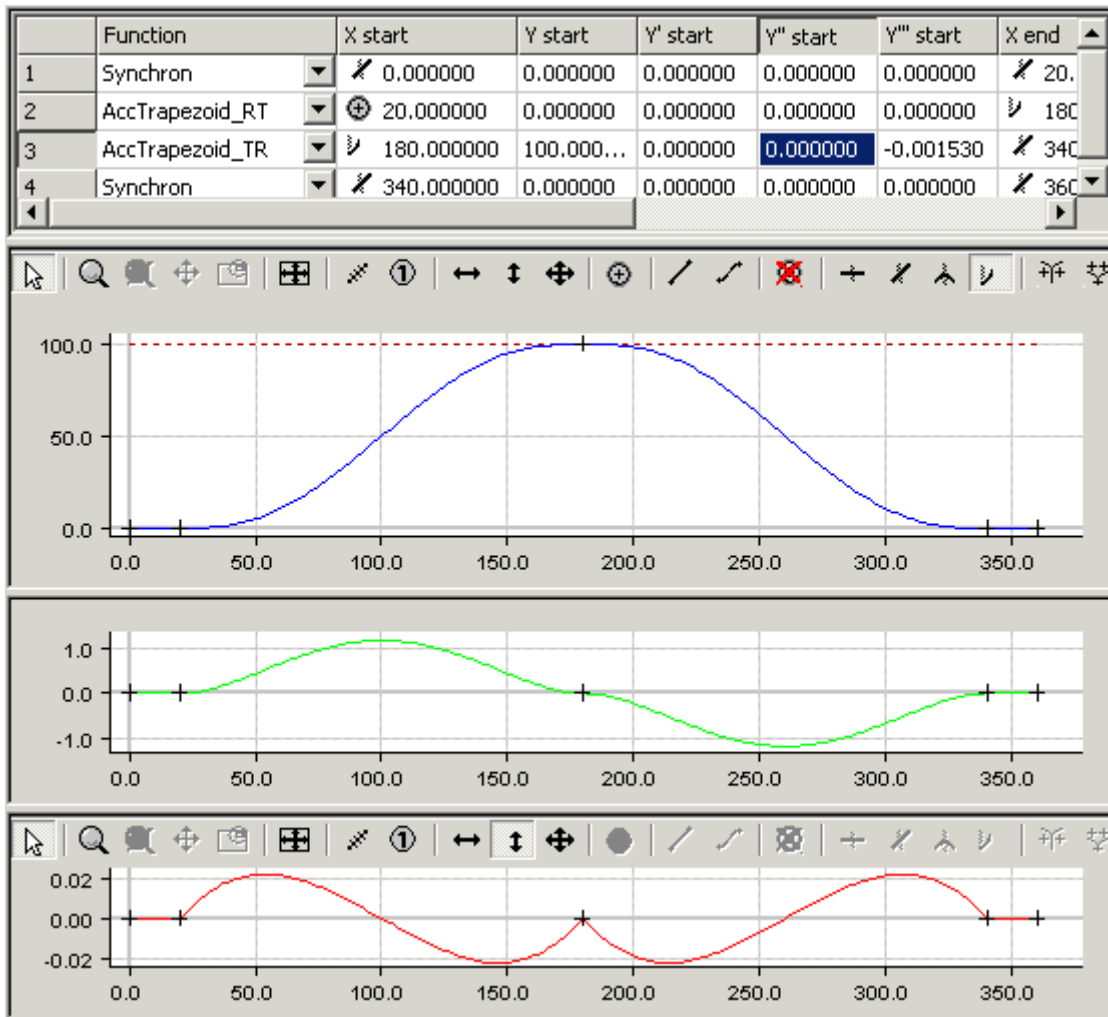 Function X start Y start Y' start Y'' start Y''' start X end
1 Synchron 0.000000 0.000000 0.000000 0.000000 0.000000 20.
2 AccTrapezoid_RT 20.000000 0.000000 0.000000 0.000000 0.000000 180
3 AccTrapezoid_TR 180.000000 100.000... 0.000000 0.000000 -0.001530 340
4 Synchron 340.000000 0.000000 0.000000 0.000000 0.000000 360
1
100.0
50.0
0.0
0.0 50.0 100.0 150.0 200.0 250.0 300.0 350.0
1.0
0.0
-1.0
0.0 50.0 100.0 150.0 200.0 250.0 300.0 350.0
1
0.02
0.00
-0.02
0.0 50.0 100.0 150.0 200.0 250.0 300.0 350.0